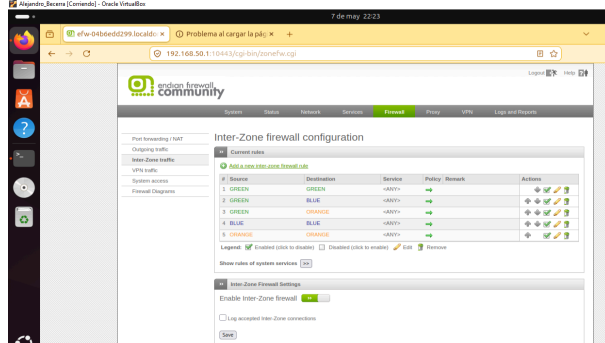 Alejandro_Becerra [Corriendo] - Oracle VirtualBox
7 de may 22:23
efw-04b6edd299.localdo × Problema al cargar la pág × +
192.168.50.1:10443/cgi-bin/zonefw.cgi
Logout Help
endian firewall
community
System Status Network Services Firewall Proxy VPN Logs and Reports
Port forwarding / NAT
Outgoing traffic
Inter-Zone traffic
VPN traffic
System access
Firewall Diagrams
Inter-Zone firewall configuration
Current rules
Add a new inter-zone firewall rule
# Source Destination Service Policy Remark Actions
1 GREEN GREEN <ANY>
2 GREEN BLUE <ANY>
3 GREEN ORANGE <ANY>
4 BLUE BLUE <ANY>
5 ORANGE ORANGE <ANY>
Legend: Enabled (click to disable) Disabled (click to enable) Edit Remove
Show rules of system services >>
Inter-Zone Firewall Settings
Enable Inter-Zone firewall
Log accepted Inter-Zone connections
Save